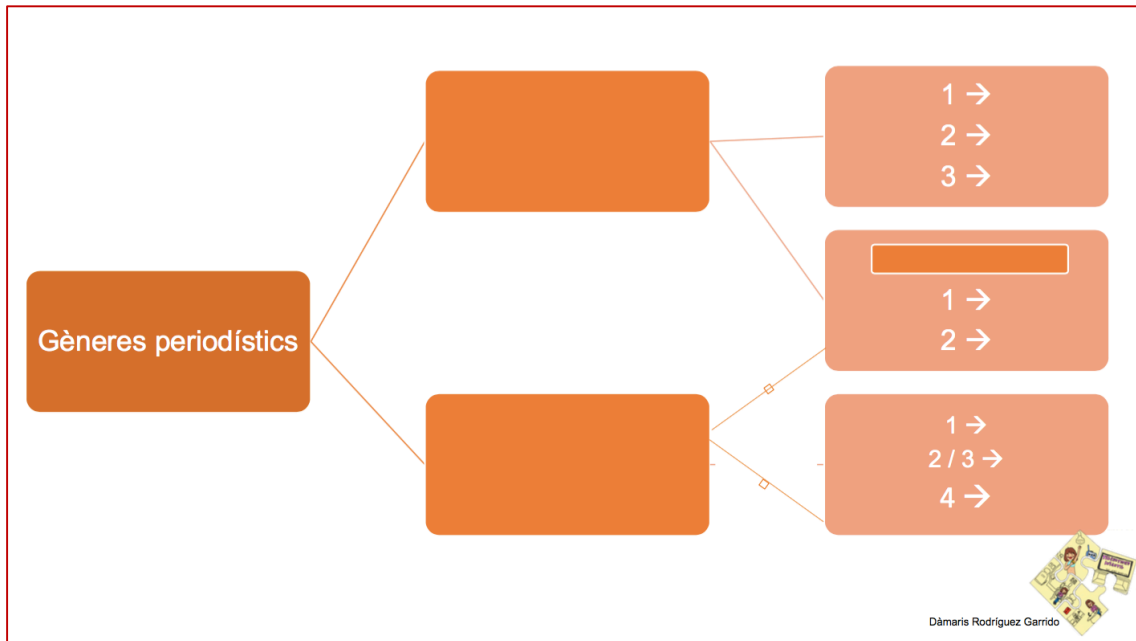 Gèneres periodístics
1 →
2 →
3 →
1 →
2 →
1 →
2 / 3 →
4 →
Dàmaris Rodríguez Garrido